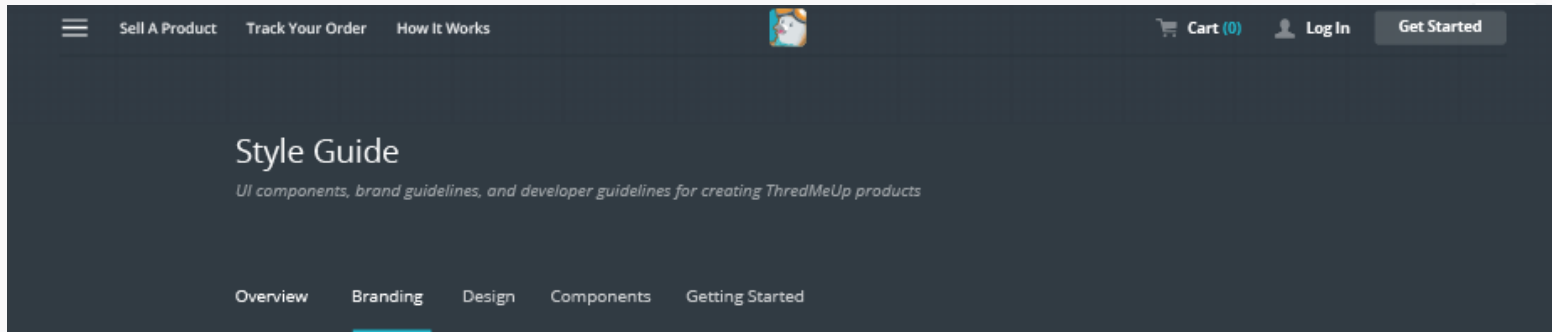 Sell A Product Track Your Order How It Works Cart (0) Log In Get Started
Style Guide
UI components, brand guidelines, and developer guidelines for creating ThredMeUp products
Overview Branding Design Components Getting Started